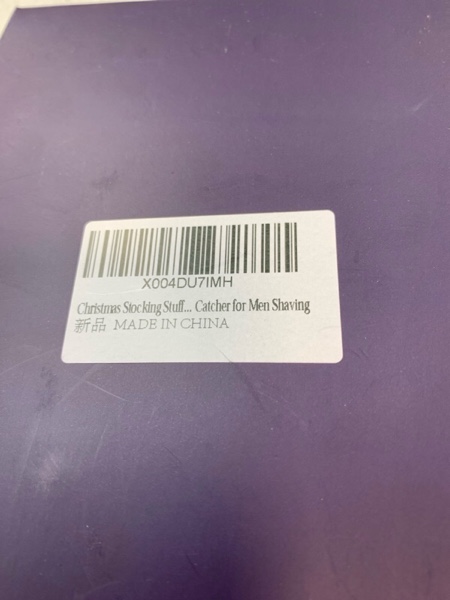 X004DU7IMH
Christmas Stocking Stuff... Catcher for Men Shaving
新品 MADE IN CHINA